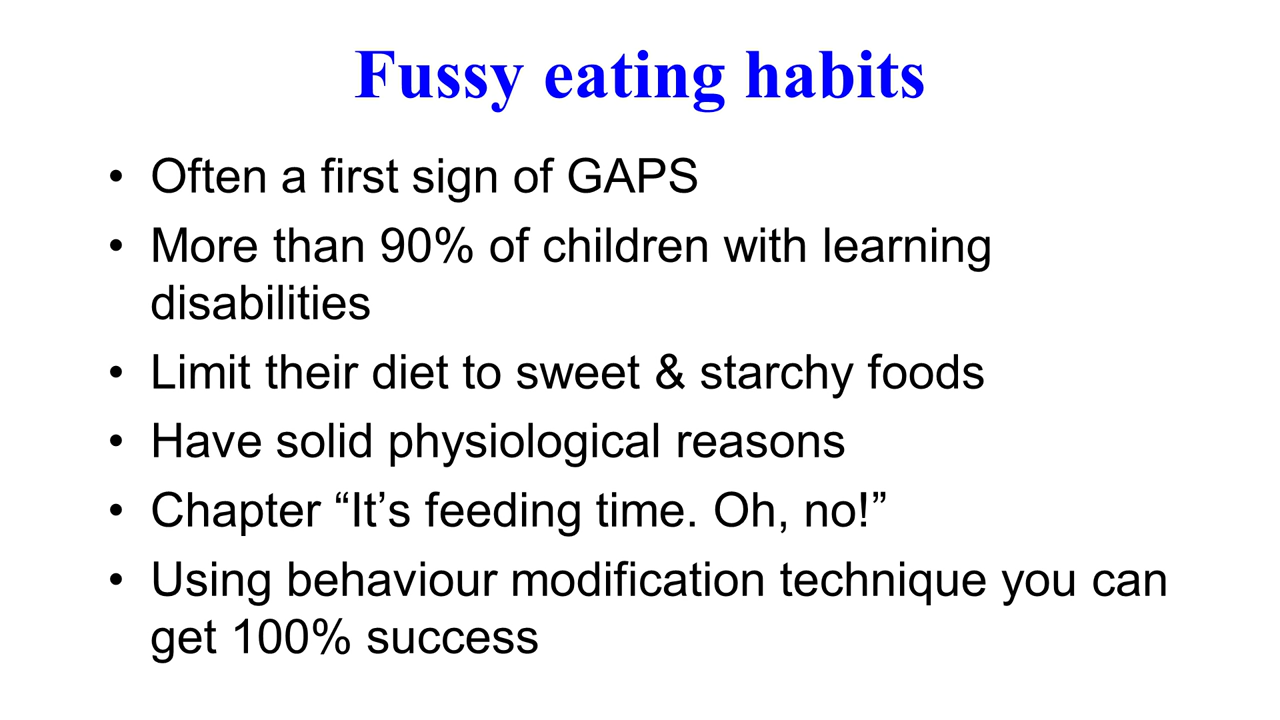 Fussy eating habits
• Often a first sign of GAPS
• More than 90% of children with learning
disabilities
• Limit their diet to sweet & starchy foods
• Have solid physiological reasons
• Chapter “It’s feeding time. Oh, no!”
• Using behaviour modification technique you can
get 100% success